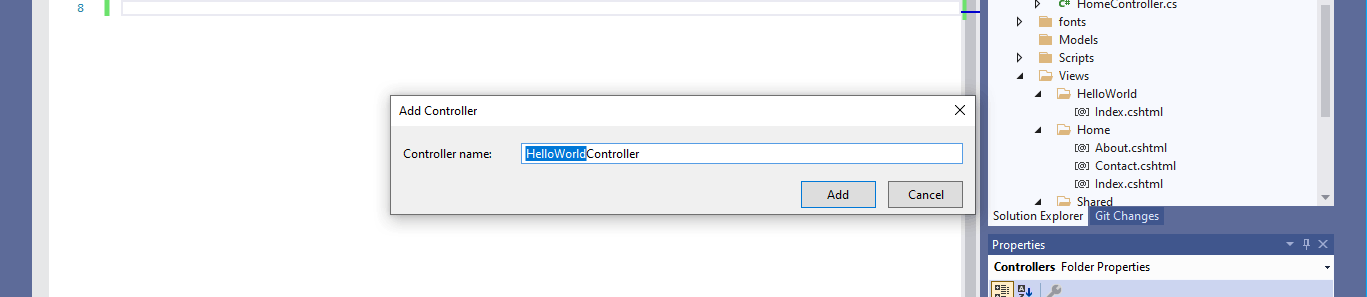 8
HomeController.cs
fonts
Models
Scripts
Views
HelloWorld
Index.cshtml
Home
About.cshtml
Contact.cshtml
Index.cshtml
Shared
Add Controller
Controller name: HelloWorldController
Add Cancel
Solution Explorer Git Changes
Properties
Controllers Folder Properties